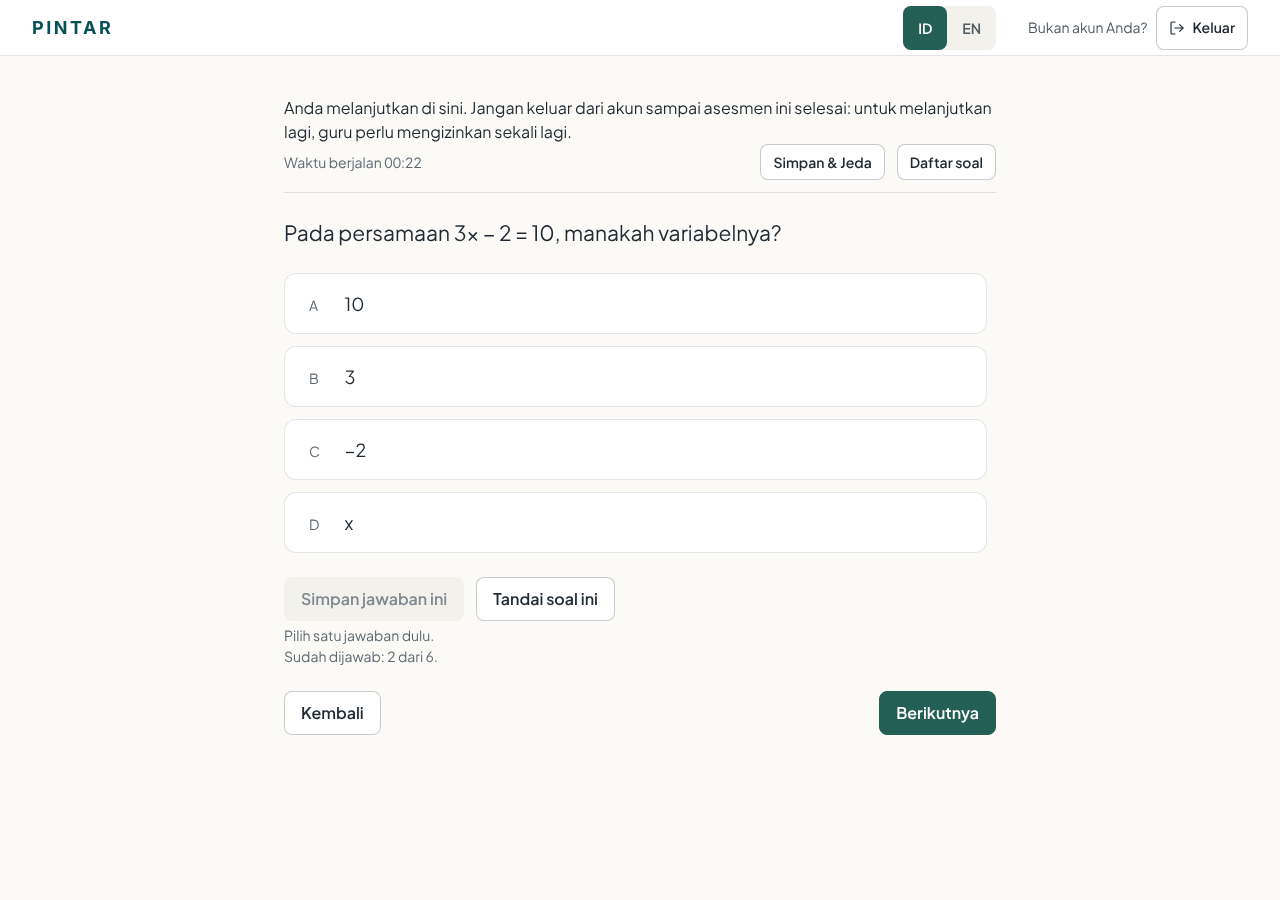 PINTAR
ID
EN
Bukan akun Anda?
Keluar
Anda melanjutkan di sini. Jangan keluar dari akun sampai asesmen ini selesai: untuk melanjutkan
lagi, guru perlu mengizinkan sekali lagi.
Waktu berjalan 00:22
Simpan & Jeda
Daftar soal
Pada persamaan 3× − 2 = 10, manakah variabelnya?
A 10
B 3
C −2
D x
Simpan jawaban ini
Tandai soal ini
Pilih satu jawaban dulu.
Sudah dijawab: 2 dari 6.
Kembali
Berikutnya